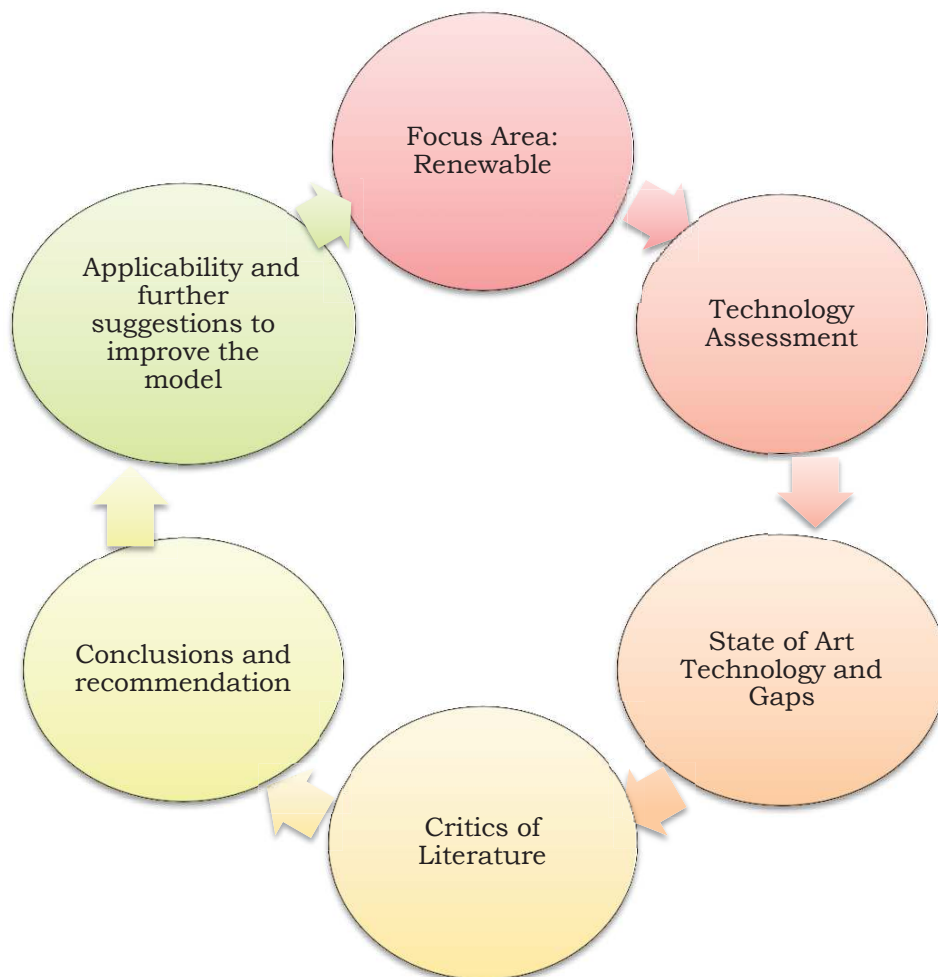 Focus Area:
Renewable
Technology
Assessment
State of Art
Technology and
Gaps
Critics of
Literature
Conclusions and
recommendation
Applicability and
further
suggestions to
improve the
model